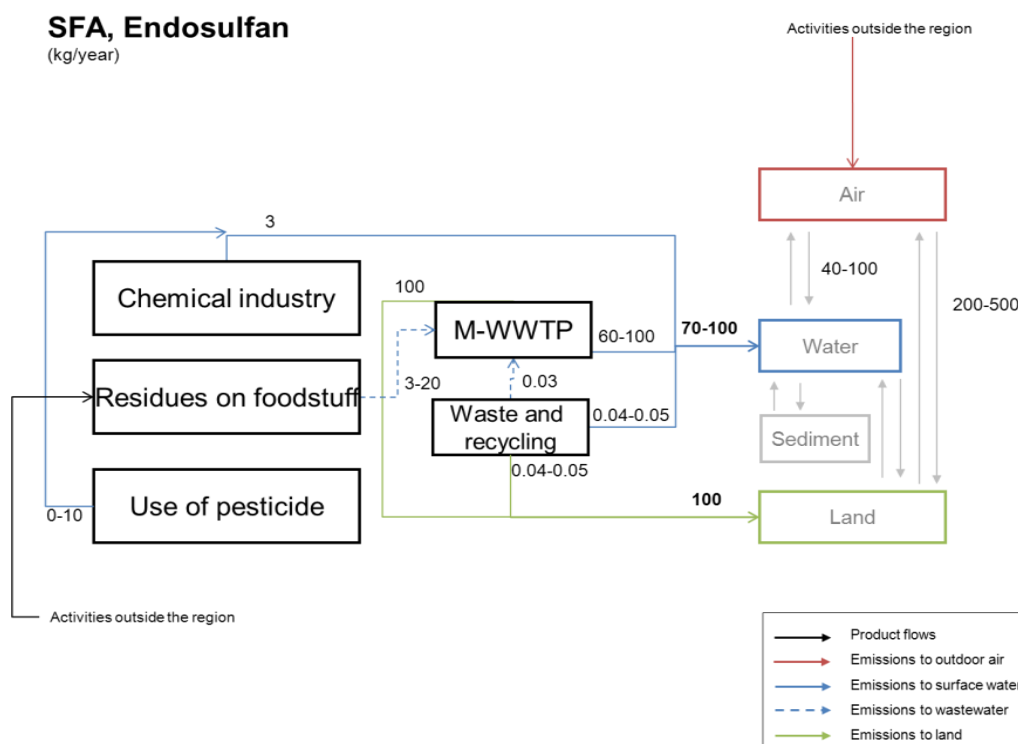 SFA, Endosulfan
(kg/year)
Activities outside the region
Air
3
Chemical industry
40-100
100
200-500
M-WWTP
60-100
70-100
Water
Residues on foodstuff
3-20
0.03
Waste and
recycling
0.04-0.05
Sediment
0.04-0.05
Use of pesticide
0-10
100
Land
Activities outside the region
Product flows
Emissions to outdoor air
Emissions to surface water
Emissions to wastewater
Emissions to land